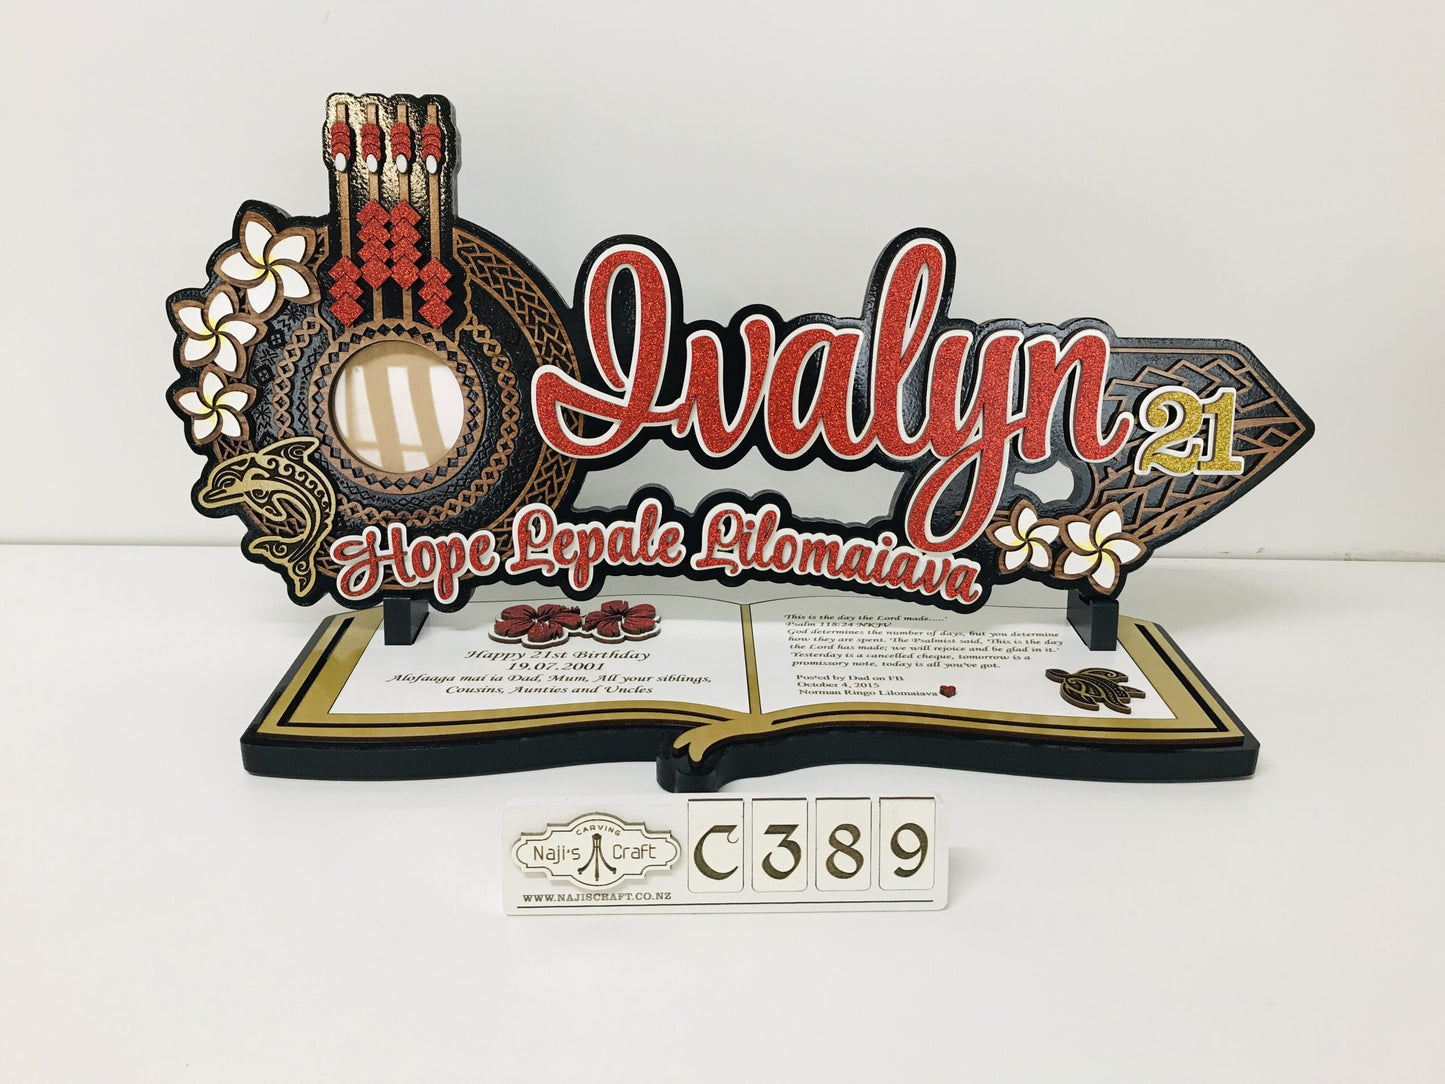 Ivalyn
21
Hope Lepale Lilomaiava
Happy 21st Birthday
19.07.2001
Alofaaga mai ia Dad, Mum, All your siblings,
Cousins, Aunties and Uncles
This is the day the Lord made.....'
Psalm 118:24 NKJV
God determines the number of days, but you determine
how they are spent. The Psalmist said, 'This is the day
the Lord has made; we will rejoice and be glad in it.'
Yesterday is a cancelled cheque, tomorrow is a
promissory note, today is all you've got.
Posted by Dad on FB
October 4, 2015
Norman Ringo Lilomaiava
CARVING
Naji's Craft
WWW.NAJISCRAFT.CO.NZ
C389